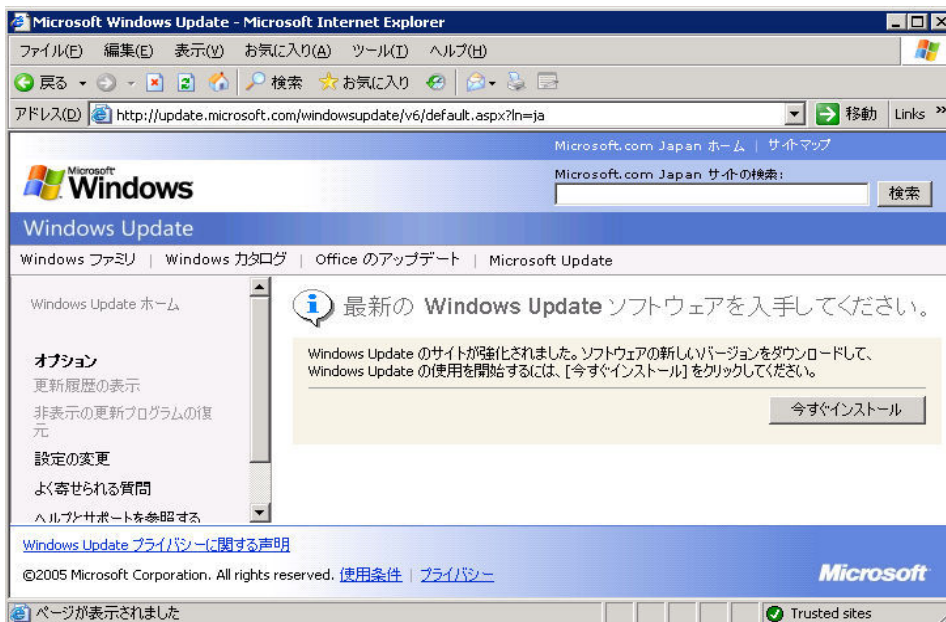 Microsoft Windows Update - Microsoft Internet Explorer
ファイル(F) 編集(E) 表示(V) お気に入り(A) ツール(T) ヘルプ(H)
戻る 検索 お気に入り
アドレス(D) http://update.microsoft.com/windowsupdate/v6/default.aspx?ln=ja 移動 Links »
Microsoft.com Japan ホーム | サイトマップ
Microsoft Windows
Microsoft.com Japan サイトの検索:
検索
Windows Update
Windows ファミリ | Windows カタログ | Office のアップデート | Microsoft Update
Windows Update ホーム
オプション
更新履歴の表示
非表示の更新プログラムの復
元
設定の変更
よく寄せられる質問
ヘルプとサポートを参照する
最新の Windows Update ソフトウェアを入手してください。
Windows Update のサイトが強化されました。ソフトウェアの新しいバージョンをダウンロードして、
Windows Update の使用を開始するには、[今すぐインストール] をクリックしてください。
今すぐインストール
Windows Update プライバシーに関する声明
©2005 Microsoft Corporation. All rights reserved. 使用条件 | プライバシー
Microsoft
ページが表示されました Trusted sites